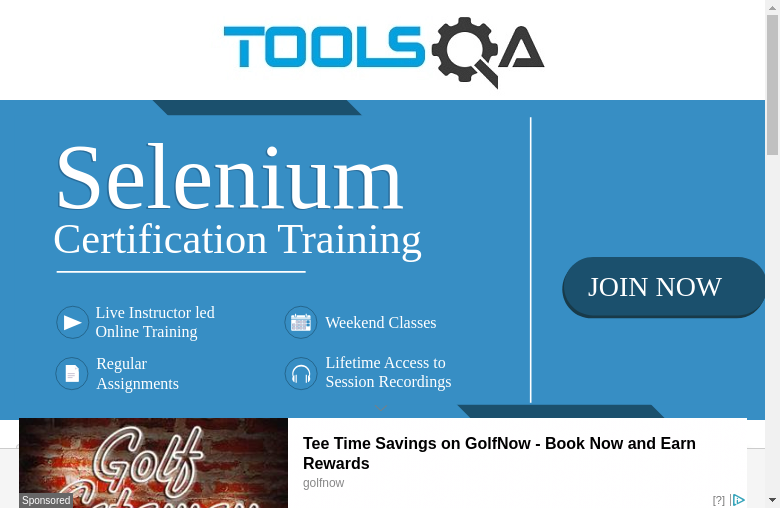 TOOLSQA
Selenium
Certification Training
JOIN NOW
Live Instructor led
Online Training
Weekend Classes
Regular
Assignments
Lifetime Access to
Session Recordings
Golf
Sponsored
Tee Time Savings on GolfNow - Book Now and Earn
Rewards
golfnow
[?]